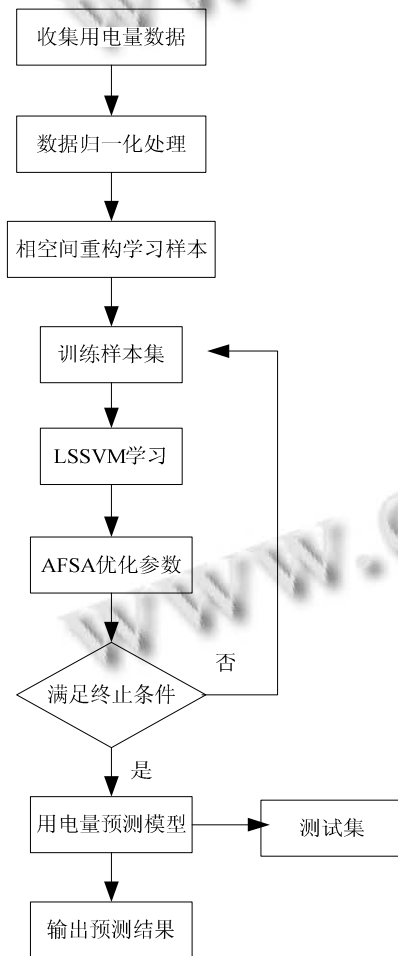 收集用电量数据
数据归一化处理
相空间重构学习样本
训练样本集
LSSVM学习
AFSA优化参数
满足终止条件
否
是
用电量预测模型
测试集
输出预测结果